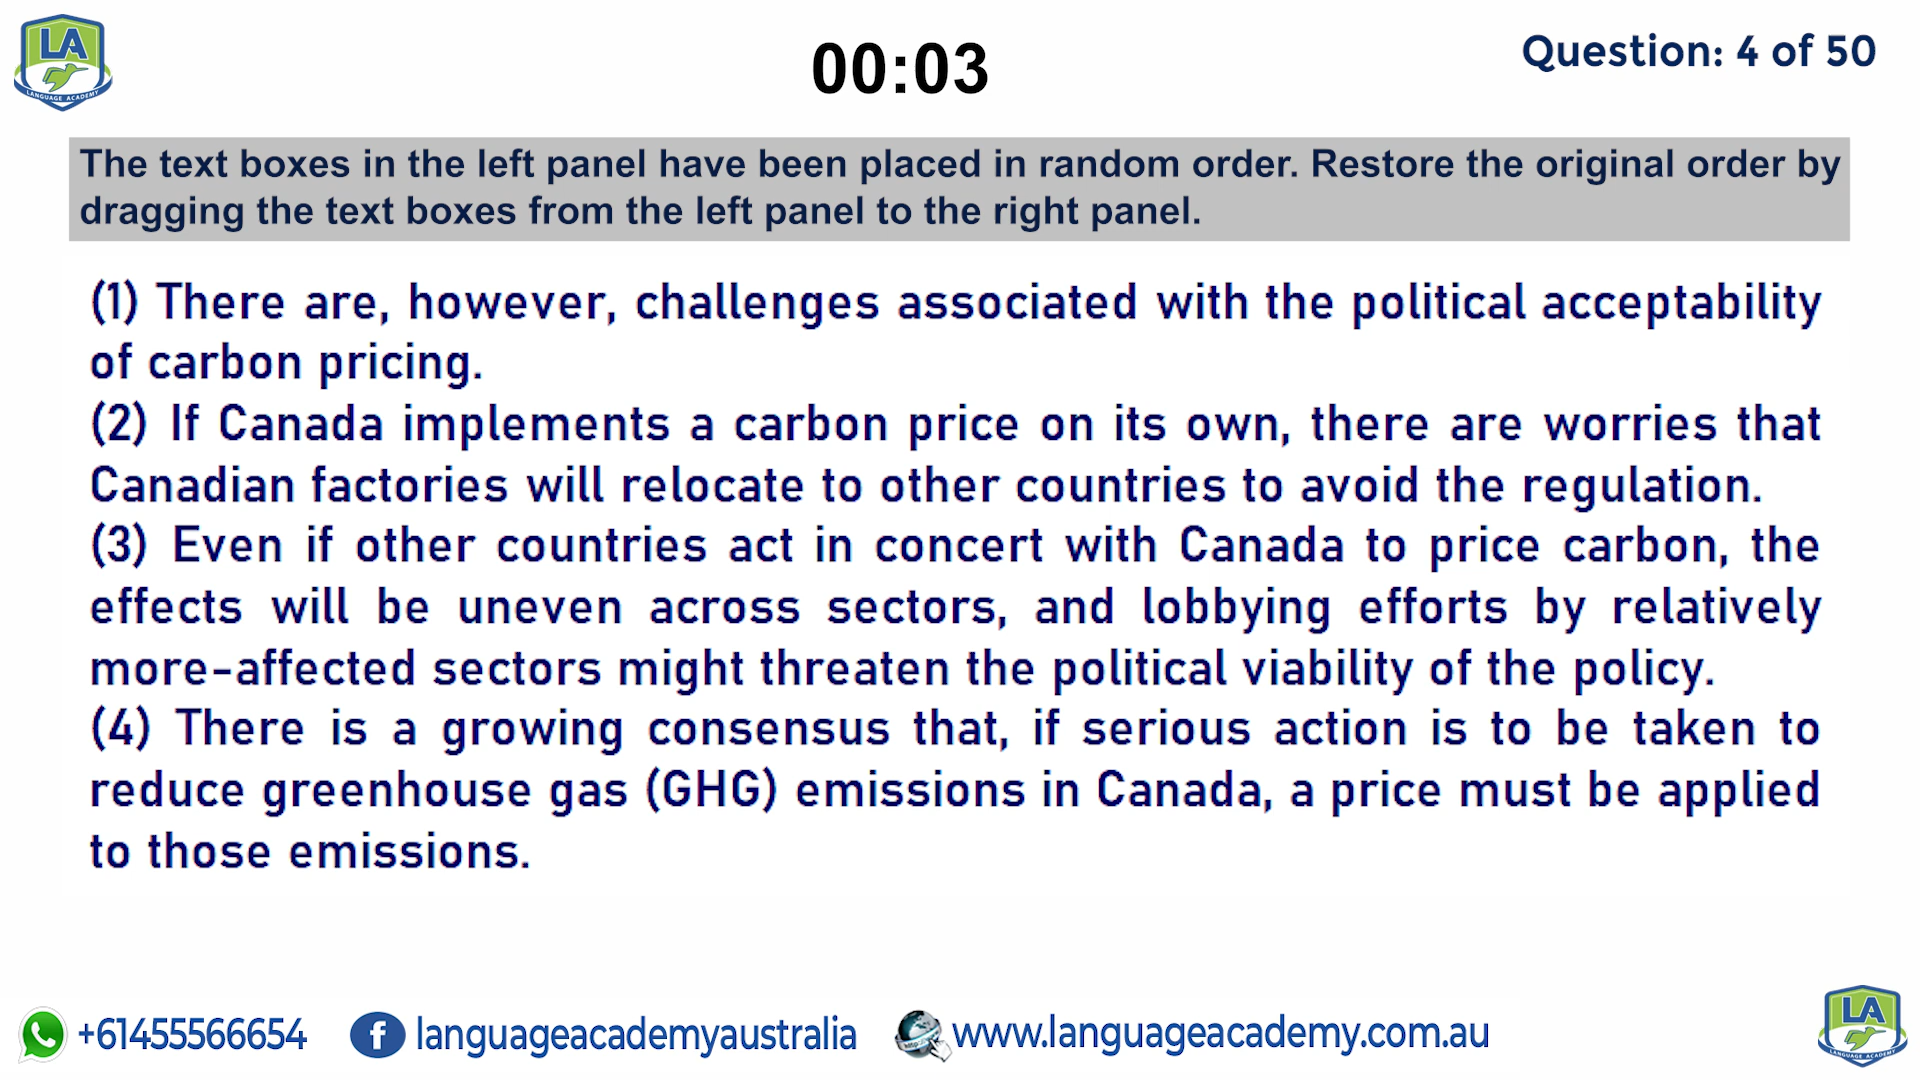 LA
LANGUAGE ACADEMY
00:03
Question: 4 of 50
The text boxes in the left panel have been placed in random order. Restore the original order by
dragging the text boxes from the left panel to the right panel.
(1) There are, however, challenges associated with the political acceptability
of carbon pricing.
(2) If Canada implements a carbon price on its own, there are worries that
Canadian factories will relocate to other countries to avoid the regulation.
(3) Even if other countries act in concert with Canada to price carbon, the
effects will be uneven across sectors, and lobbying efforts by relatively
more-affected sectors might threaten the political viability of the policy.
(4) There is a growing consensus that, if serious action is to be taken to
reduce greenhouse gas (GHG) emissions in Canada, a price must be applied
to those emissions.
+61455566654
f
languageacademyaustralia
http://
www.languageacademy.com.au
LA
LANGUAGE ACADEMY